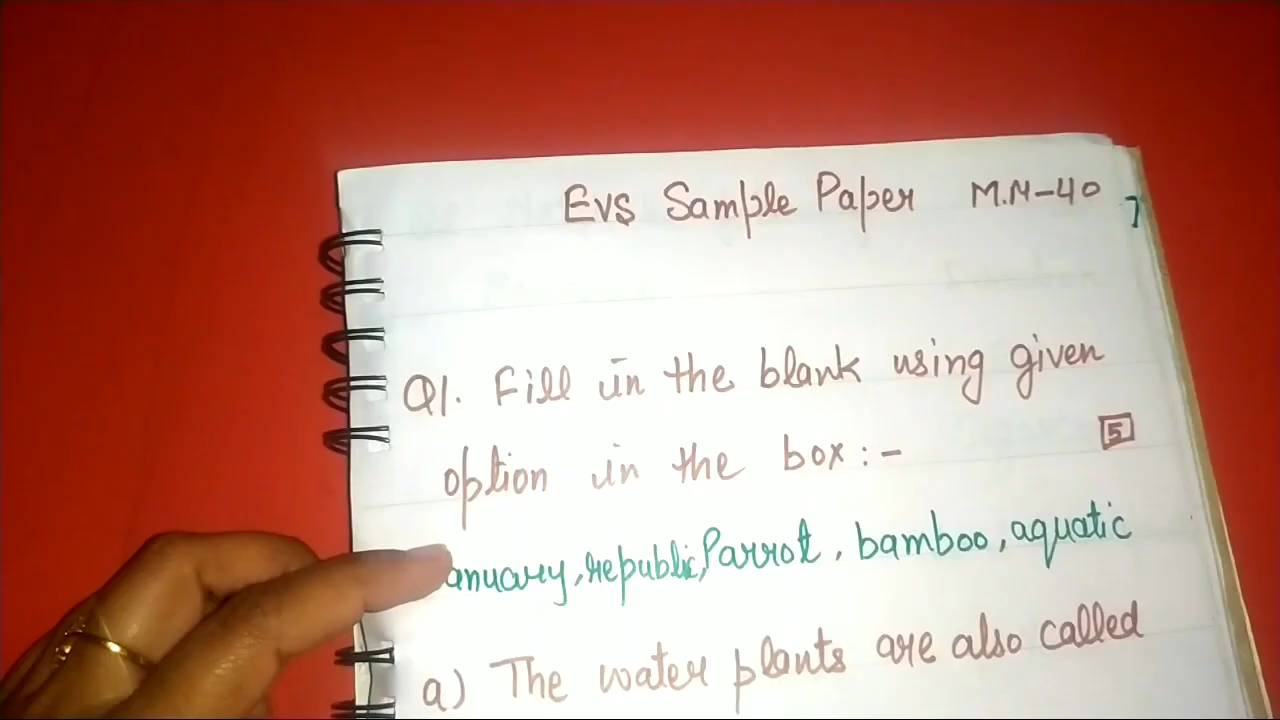 Evs Sample Paper M.M-40
Q1. Fill in the blank using given
option in the box:- 5
anuary, republic, Parrot, bamboo, aquatic
a) The water plants are also called